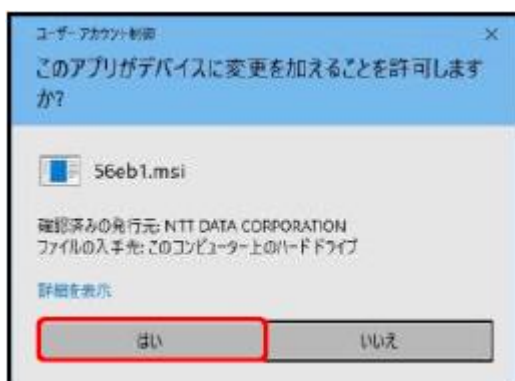 ユーザー アカウント制御
このアプリがデバイスに変更を加えることを許可します
か?
56eb1.msi
確認済みの発行元: NTT DATA CORPORATION
ファイルの入手先: このコンピューター上のハード ドライブ
詳細を表示
はい
いいえ